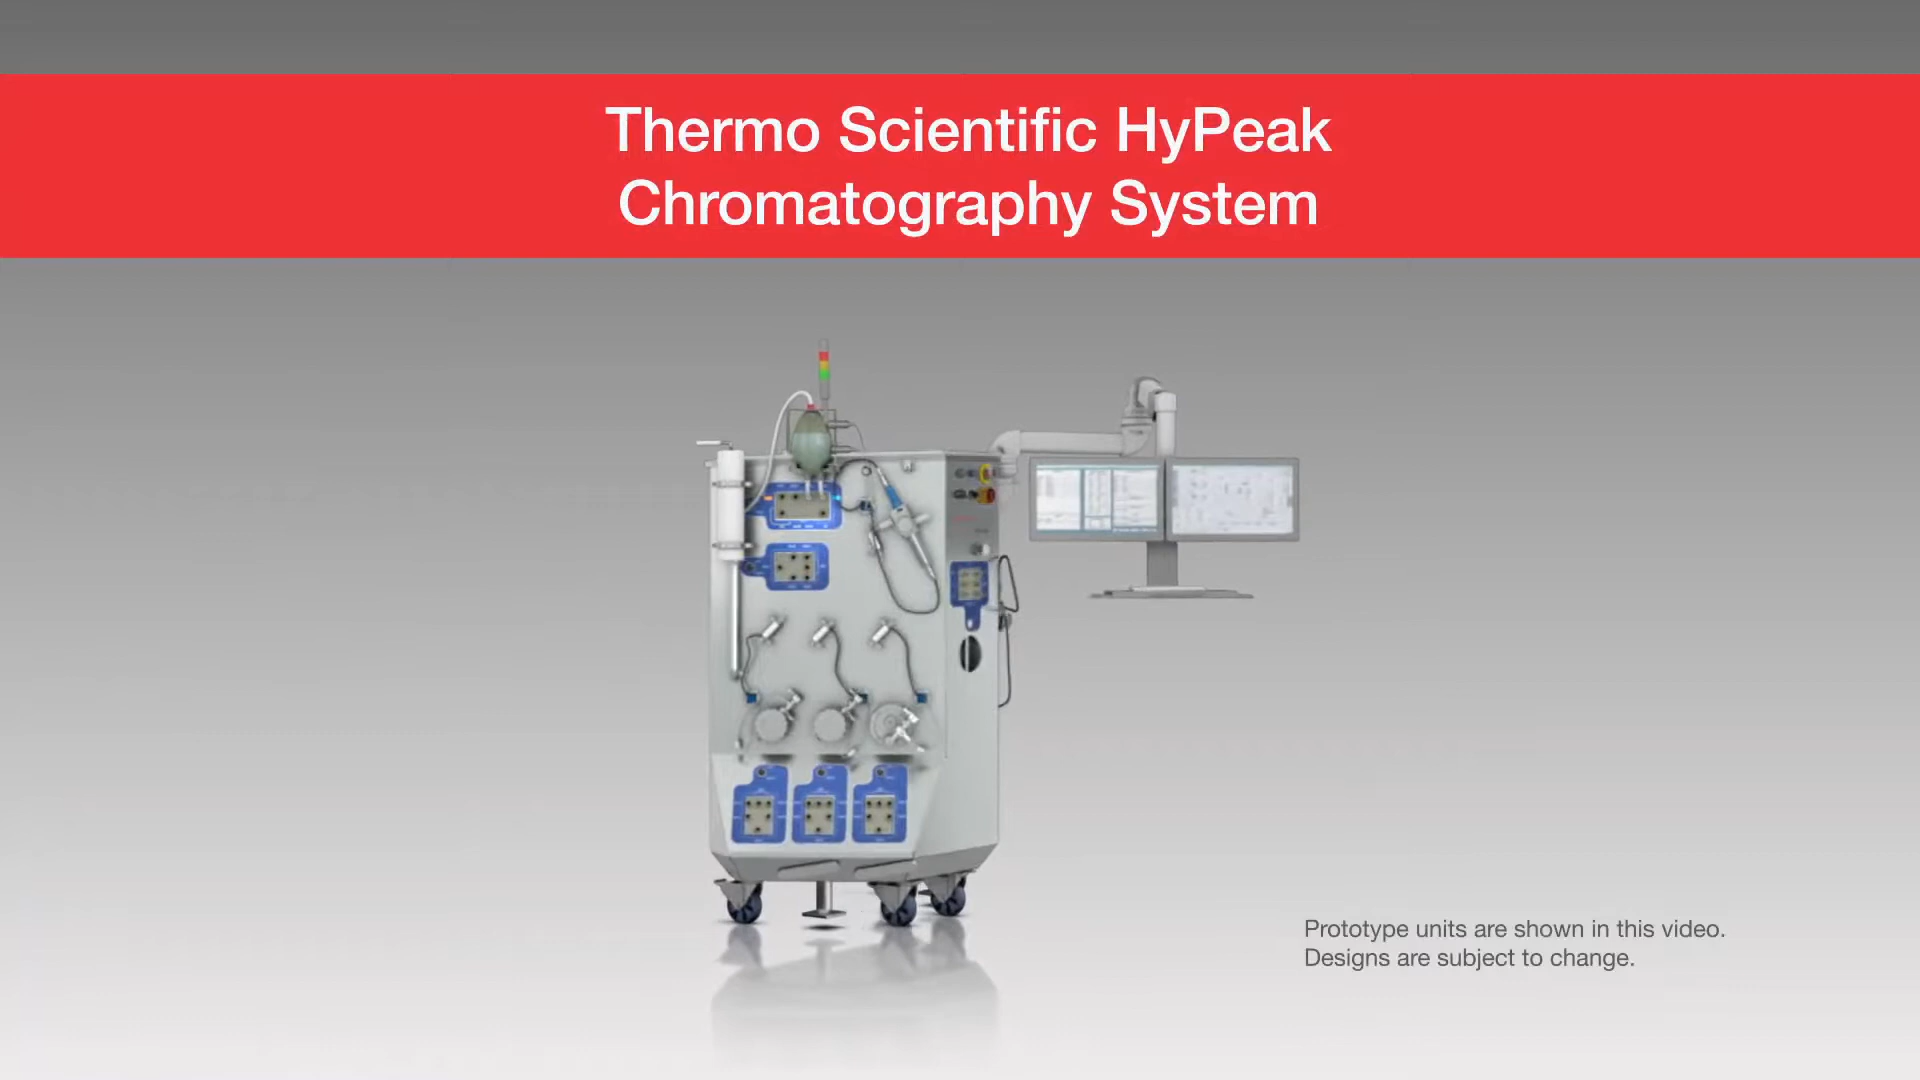 Thermo Scientific HyPeak
Chromatography System
Prototype units are shown in this video.
Designs are subject to change.